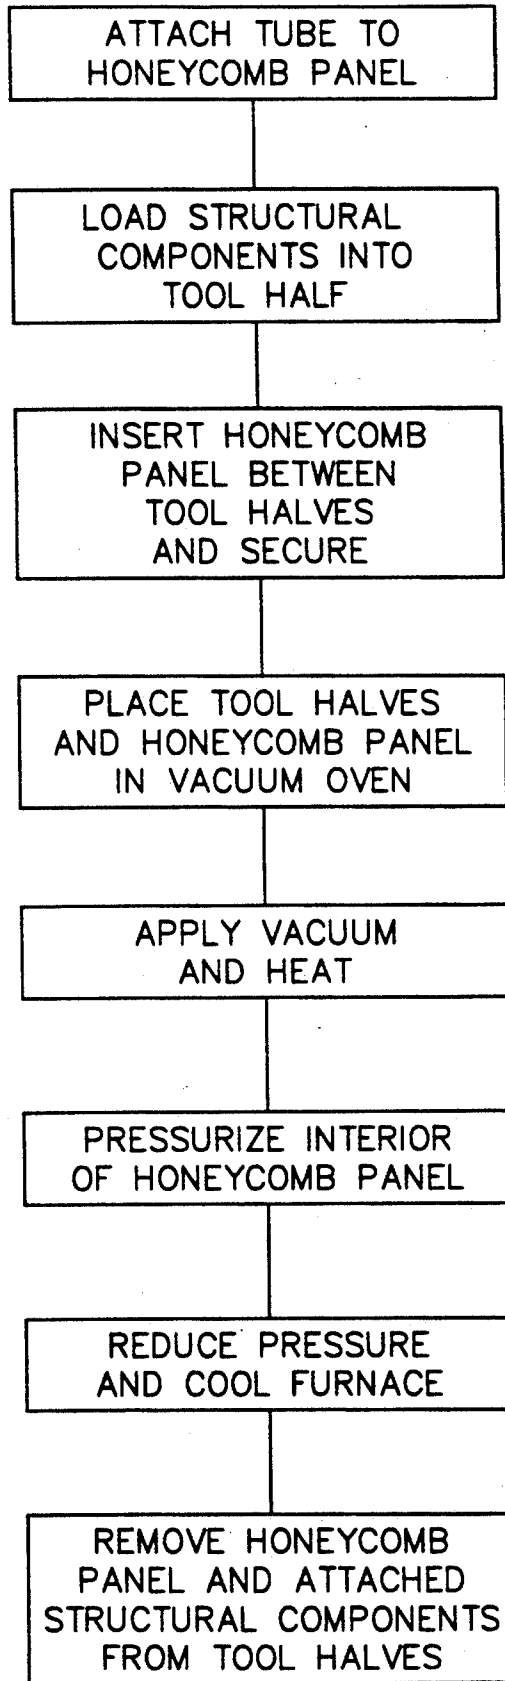 ATTACH TUBE TO
HONEYCOMB PANEL
LOAD STRUCTURAL
COMPONENTS INTO
TOOL HALF
INSERT HONEYCOMB
PANEL BETWEEN
TOOL HALVES
AND SECURE
PLACE TOOL HALVES
AND HONEYCOMB PANEL
IN VACUUM OVEN
APPLY VACUUM
AND HEAT
PRESSURIZE INTERIOR
OF HONEYCOMB PANEL
REDUCE PRESSURE
AND COOL FURNACE
REMOVE HONEYCOMB
PANEL AND ATTACHED
STRUCTURAL COMPONENTS
FROM TOOL HALVES